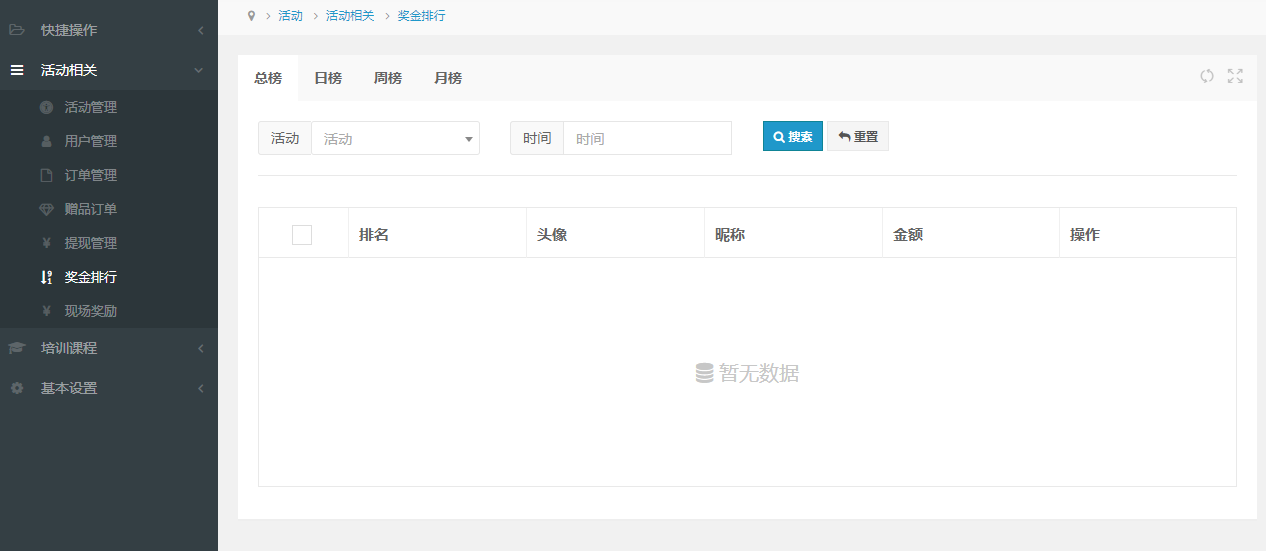 活动 活动相关 奖金排行
快捷操作
活动相关
活动管理
用户管理
订单管理
赠品订单
提现管理
奖金排行
现场奖励
培训课程
基本设置
总榜 日榜 周榜 月榜
活动 活动 时间 时间 搜索 重置
排名 头像 昵称 金额 操作
暂无数据